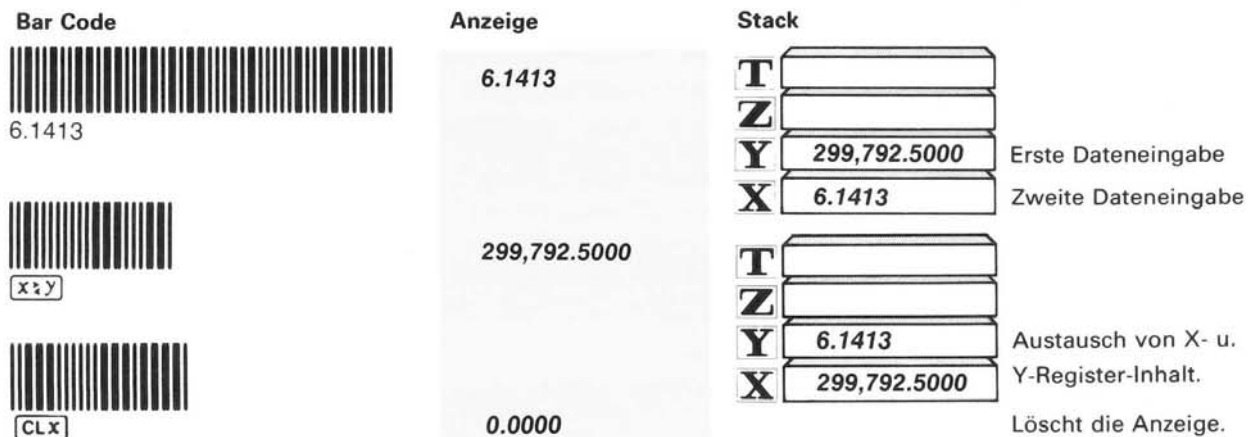 Bar Code Anzeige Stack
6.1413 T
Z
6.1413
Y 299,792.5000 Erste Dateneingabe
X 6.1413 Zweite Dateneingabe
299,792.5000 T
x≷y
Z
Y 6.1413 Austausch von X- u.
X 299,792.5000 Y-Register-Inhalt.
CLx 0.0000 Löscht die Anzeige.